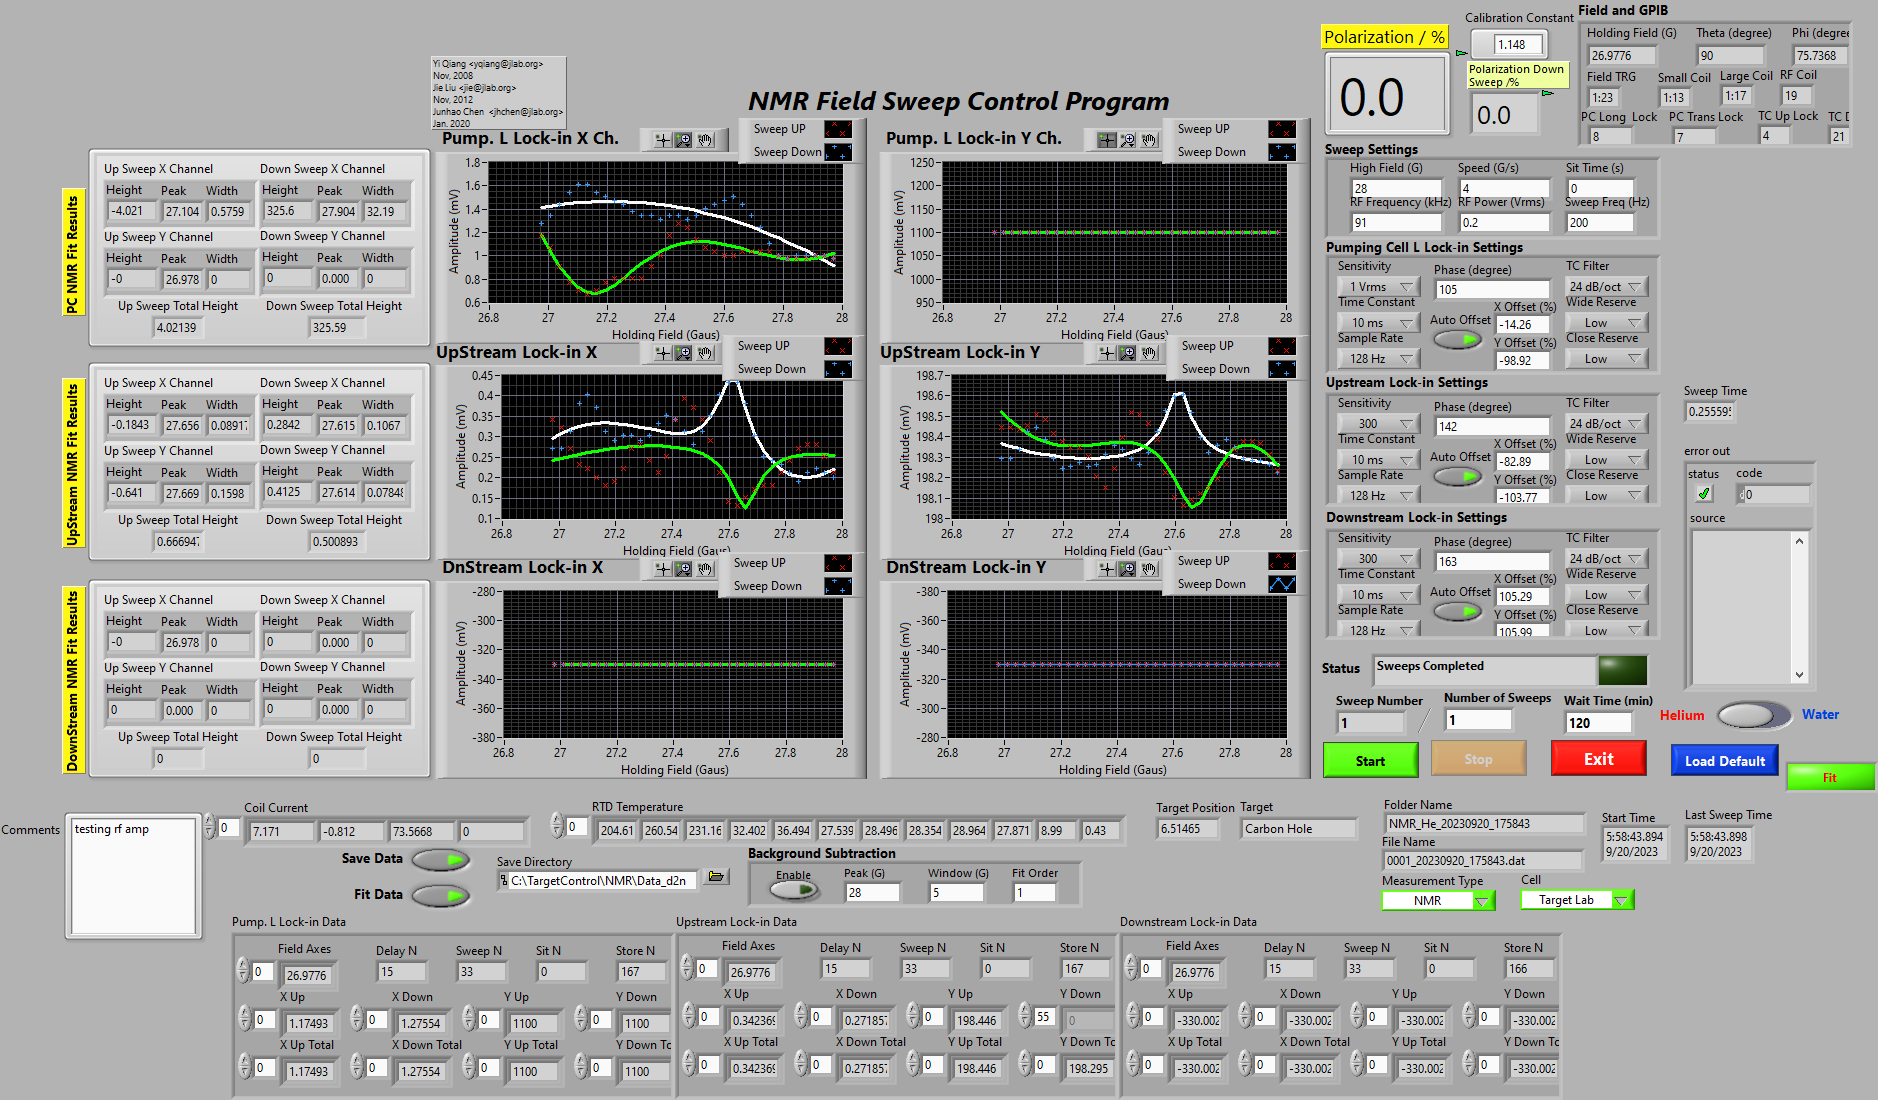 Yi Qiang <yqiang@jlab.org>
Nov, 2008
Jie Liu <jie@jlab.org>
Nov, 2012
Junhao Chen <jhchen@jlab.org>
Jan. 2020
NMR Field Sweep Control Program
Polarization / %
0.0
Calibration Constant
1.148
Polarization Down
Sweep /%
0.0
Field and GPIB
Holding Field (G) Theta (degree) Phi (degree
26.9776 90 75.7368
Field TRG Small Coil Large Coil RF Coil
1:23 1:13 1:17 19
PC Long Lock PC Trans Lock TC Up Lock TC D
8 7 4 21
PC NMR Fit Results
Up Sweep X Channel Down Sweep X Channel
Height Peak Width Height Peak Width
-4.021 27.104 0.5759 325.6 27.904 32.19
Up Sweep Y Channel Down Sweep Y Channel
Height Peak Width Height Peak Width
-0 26.978 0 0 0.000 0
Up Sweep Total Height Down Sweep Total Height
4.02139 325.59
UpStream NMR Fit Results
Up Sweep X Channel Down Sweep X Channel
Height Peak Width Height Peak Width
-0.1843 27.656 0.08917 0.2842 27.615 0.1067
Up Sweep Y Channel Down Sweep Y Channel
Height Peak Width Height Peak Width
-0.641 27.669 0.1598 0.4125 27.614 0.07848
Up Sweep Total Height Down Sweep Total Height
0.666947 0.500893
DownStream NMR Fit Results
Up Sweep X Channel Down Sweep X Channel
Height Peak Width Height Peak Width
-0 26.978 0 0 0.000 0
Up Sweep Y Channel Down Sweep Y Channel
Height Peak Width Height Peak Width
0 0.000 0 0 0.000 0
Up Sweep Total Height Down Sweep Total Height
0 0
Pump. L Lock-in X Ch.
Sweep UP
Sweep Down
Amplitude (mV)
1.8
1.6
1.4
1.2
1
0.8
0.6
26.8 27 27.2 27.4 27.6 27.8 28
Holding Field (Gaus)
Pump. L Lock-in Y Ch.
Sweep UP
Sweep Down
Amplitude (mV)
1250
1200
1150
1100
1050
1000
950
26.8 27 27.2 27.4 27.6 27.8 28
Holding Field (Gaus)
UpStream Lock-in X
Sweep UP
Sweep Down
Amplitude (mV)
0.45
0.4
0.35
0.3
0.25
0.2
0.15
0.1
26.8 27 27.2 27.4 27.6 27.8 28
Holding Field (Gaus)
UpStream Lock-in Y
Sweep UP
Sweep Down
Amplitude (mV)
198.7
198.6
198.5
198.4
198.3
198.2
198.1
198
26.8 27 27.2 27.4 27.6 27.8 28
Holding Field (Gaus)
DnStream Lock-in X
Sweep UP
Sweep Down
Amplitude (mV)
-280
-300
-320
-340
-360
-380
26.8 27 27.2 27.4 27.6 27.8 28
Holding Field (Gaus)
DnStream Lock-in Y
Sweep UP
Sweep Down
Amplitude (mV)
-380
-360
-340
-320
-300
-280
26.8 27 27.2 27.4 27.6 27.8 28
Holding Field (Gaus)
Sweep Settings
High Field (G) Speed (G/s) Sit Time (s)
28 4 0
RF Frequency (kHz) RF Power (Vrms) Sweep Freq (Hz)
91 0.2 200
Pumping Cell L Lock-in Settings
Sensitivity Phase (degree) TC Filter
1 Vrms 105 24 dB/oct
Time Constant X Offset (%) Wide Reserve
10 ms Auto Offset -14.26 Low
Sample Rate Y Offset (%) Close Reserve
128 Hz -98.92 Low
Upstream Lock-in Settings
Sensitivity Phase (degree) TC Filter
300 142 24 dB/oct
Time Constant X Offset (%) Wide Reserve
10 ms Auto Offset -82.89 Low
Sample Rate Y Offset (%) Close Reserve
128 Hz -103.77 Low
Downstream Lock-in Settings
Sensitivity Phase (degree) TC Filter
300 163 24 dB/oct
Time Constant X Offset (%) Wide Reserve
10 ms Auto Offset 105.29 Low
Sample Rate Y Offset (%) Close Reserve
128 Hz 105.99 Low
Sweep Time
0.255595
error out
status code
0
source
Status Sweeps Completed
Sweep Number Number of Sweeps Wait Time (min)
1 / 1 120
Helium Water
Start Stop Exit Load Default Fit
Comments
testing rf amp
Coil Current
0 7.171 -0.812 73.5668 0
RTD Temperature
0 204.61 260.54 231.16 32.402 36.494 27.539 28.496 28.354 28.964 27.871 8.99 0.43
Target Position Target
6.51465 Carbon Hole
Folder Name
NMR_He_20230920_175843
File Name
0001_20230920_175843.dat
Start Time
5:58:43.894
9/20/2023
Last Sweep Time
5:58:43.898
9/20/2023
Measurement Type Cell
NMR Target Lab
Save Data
Fit Data
Save Directory
C:\TargetControl\NMR\Data_d2n
Background Subtraction
Enable Peak (G) Window (G) Fit Order
28 5 1
Pump. L Lock-in Data
Field Axes Delay N Sweep N Sit N Store N
0 26.9776 15 33 0 167
X Up X Down Y Up Y Down
0 1.17493 0 1.27554 0 1100 0 1100
X Up Total X Down Total Y Up Total Y Down To
0 1.17493 0 1.27554 0 1100 0 1100
Upstream Lock-in Data
Field Axes Delay N Sweep N Sit N Store N
0 26.9776 15 33 0 167
X Up X Down Y Up Y Down
0 0.342369 0 0.271857 0 198.446 55 0
X Up Total X Down Total Y Up Total Y Down To
0 0.342369 0 0.271857 0 198.446 0 198.295
Downstream Lock-in Data
Field Axes Delay N Sweep N Sit N Store N
0 26.9776 15 33 0 166
X Up X Down Y Up Y Down
0 -330.002 0 -330.002 0 -330.002 0 -330.002
X Up Total X Down Total Y Up Total Y Down To
0 -330.002 0 -330.002 0 -330.002 0 -330.002